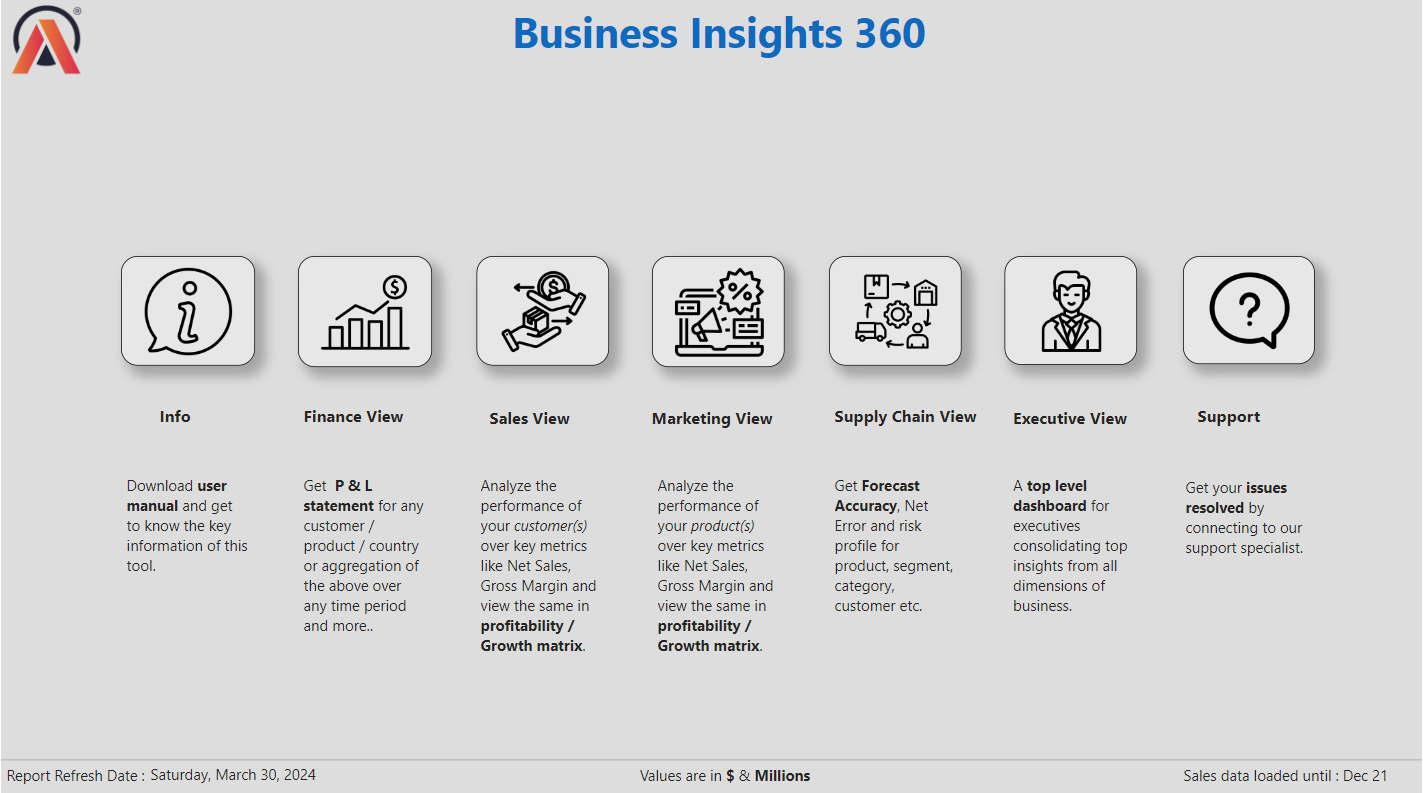 ®
Business Insights 360
Info
Download user
manual and get
to know the key
information of this
tool.
Finance View
Get  P & L
statement for any
customer /
product / country
or aggregation of
the above over
any time period
and more..
Sales View
Analyze the
performance of
your customer(s)
over key metrics
like Net Sales,
Gross Margin and
view the same in
profitability /
Growth matrix.
Marketing View
Analyze the
performance of
your product(s)
over key metrics
like Net Sales,
Gross Margin and
view the same in
profitability /
Growth matrix.
Supply Chain View
Get Forecast
Accuracy, Net
Error and risk
profile for
product, segment,
category,
customer etc.
Executive View
A top level
dashboard for
executives
consolidating top
insights from all
dimensions of
business.
Support
Get your issues
resolved by
connecting to our
support specialist.
Report Refresh Date : Saturday, March 30, 2024
Values are in $ & Millions
Sales data loaded until : Dec 21